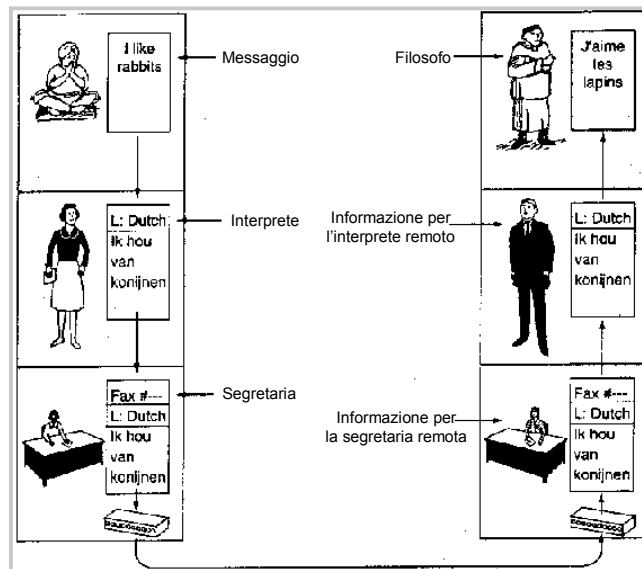 I like
rabbits
Messaggio
L: Dutch
Ik hou
van
konijnen
Interprete
Fax #---
L: Dutch
Ik hou
van
konijnen
Segretaria
Filosofo
J'aime
les
lapins
Informazione per
l'interprete remoto
L: Dutch
Ik hou
van
konijnen
Informazione per
la segretaria remota
Fax #---
L: Dutch
Ik hou
van
konijnen